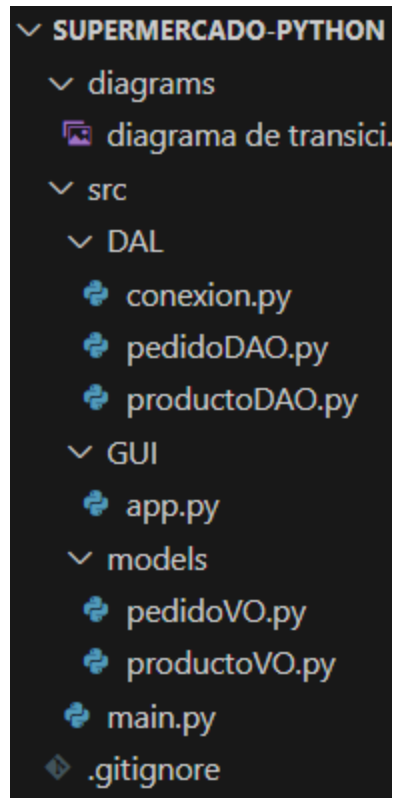 SUPERMERCADO-PYTHON
diagrams
diagrama de transici.
src
DAL
conexion.py
pedidoDAO.py
productoDAO.py
GUI
app.py
models
pedidoVO.py
productoVO.py
main.py
.gitignore